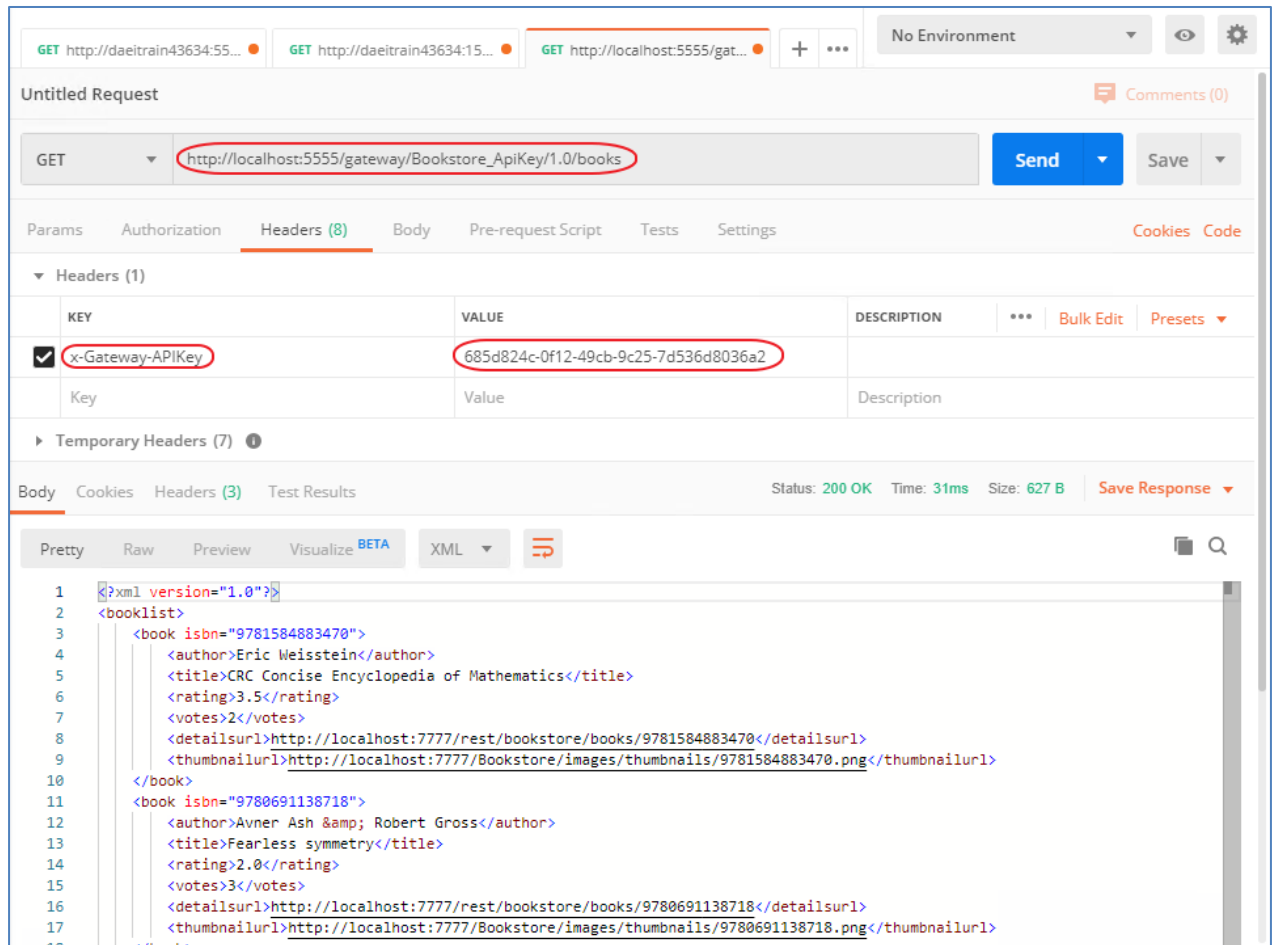 GET http://daeitrain43634:55... GET http://daeitrain43634:15... GET http://localhost:5555/gat... + ••• No Environment
Untitled Request Comments (0)
GET http://localhost:5555/gateway/Bookstore_ApiKey/1.0/books Send Save
Params Authorization Headers (8) Body Pre-request Script Tests Settings Cookies Code
Headers (1)
KEY VALUE DESCRIPTION ••• Bulk Edit Presets
x-Gateway-APIKey 685d824c-0f12-49cb-9c25-7d536d8036a2
Key Value Description
Temporary Headers (7)
Body Cookies Headers (3) Test Results Status: 200 OK Time: 31ms Size: 627 B Save Response
Pretty Raw Preview Visualize BETA XML
1 <?xml version="1.0"?>
2 <booklist>
3 <book isbn="9781584883470">
4 <author>Eric Weisstein</author>
5 <title>CRC Concise Encyclopedia of Mathematics</title>
6 <rating>3.5</rating>
7 <votes>2</votes>
8 <detailsurl>http://localhost:7777/rest/bookstore/books/9781584883470</detailsurl>
9 <thumbnailurl>http://localhost:7777/Bookstore/images/thumbnails/9781584883470.png</thumbnailurl>
10 </book>
11 <book isbn="9780691138718">
12 <author>Avner Ash &amp; Robert Gross</author>
13 <title>Fearless symmetry</title>
14 <rating>2.0</rating>
15 <votes>3</votes>
16 <detailsurl>http://localhost:7777/rest/bookstore/books/9780691138718</detailsurl>
17 <thumbnailurl>http://localhost:7777/Bookstore/images/thumbnails/9780691138718.png</thumbnailurl>